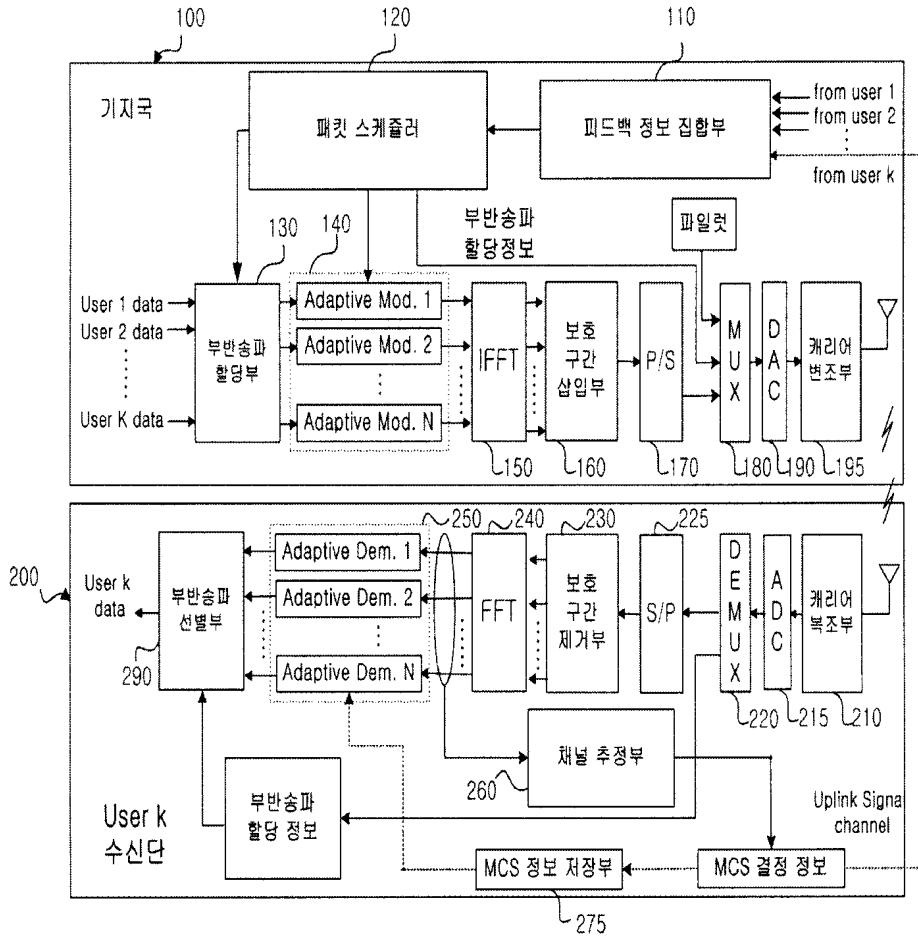 100
120
110
기지국
패킷 스케쥴러
피드백 정보 집합부
from user 1
from user 2
from user k
130
140
부반송파
할당정보
파일럿
User 1 data
User 2 data
User K data
부반송파
할당부
Adaptive Mod. 1
Adaptive Mod. 2
Adaptive Mod. N
IFFT
보호
구간
삽입부
P/S
M
U
X
D
A
C
캐리어
변조부
150
160
170
180
190
195
200
User k
data
부반송파
선별부
290
250
Adaptive Dem. 1
Adaptive Dem. 2
Adaptive Dem. N
240
FFT
230
보호
구간
제거부
225
S/P
D
E
M
U
X
A
D
C
캐리어
복조부
220
215
210
User k
수신단
부반송파
할당 정보
260
채널 추정부
Uplink Signa
channel
MCS 정보 저장부
MCS 결정 정보
275